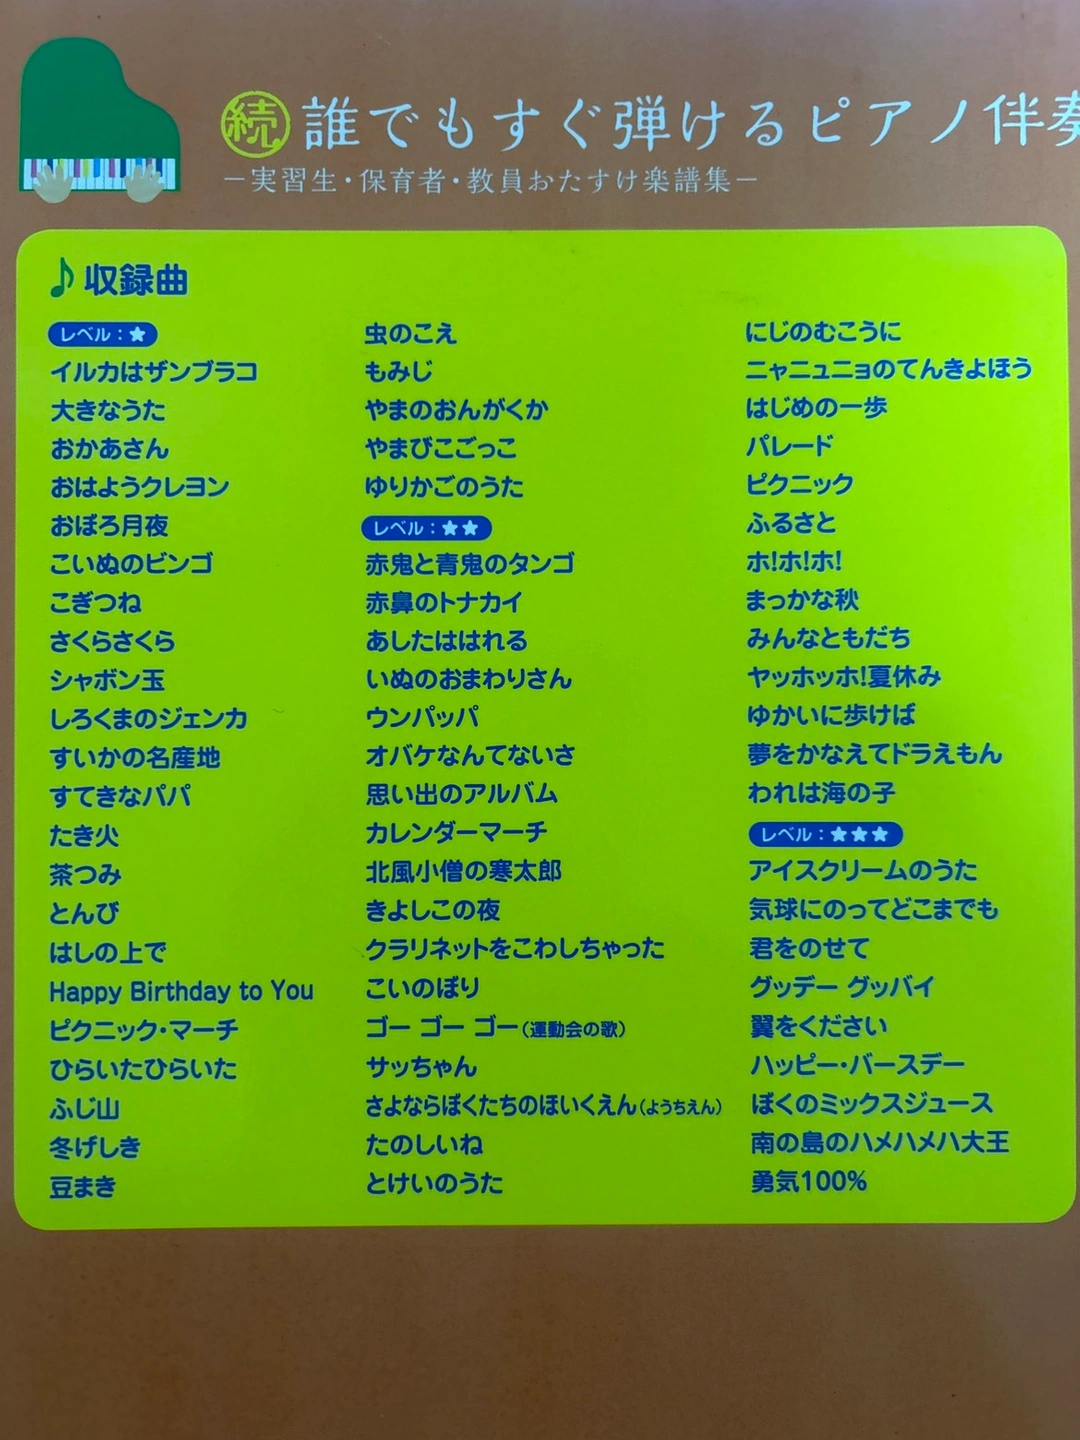 続 誰でもすぐ弾けるピアノ伴奏
－実習生・保育者・教員おたすけ楽譜集－
♪収録曲
レベル：★
イルカはザンブラコ
大きなうた
おかあさん
おはようクレヨン
おぼろ月夜
こいぬのビンゴ
こぎつね
さくらさくら
シャボン玉
しろくまのジェンカ
すいかの名産地
すてきなパパ
たき火
茶つみ
とんび
はしの上で
Happy Birthday to You
ピクニック・マーチ
ひらいたひらいた
ふじ山
冬げしき
豆まき
虫のこえ
もみじ
やまのおんがくか
やまびこごっこ
ゆりかごのうた
レベル：★★
赤鬼と青鬼のタンゴ
赤鼻のトナカイ
あしたははれる
いぬのおまわりさん
ウンパッパ
オバケなんてないさ
思い出のアルバム
カレンダーマーチ
北風小僧の寒太郎
きよしこの夜
クラリネットをこわしちゃった
こいのぼり
ゴー ゴー ゴー（運動会の歌）
サッちゃん
さよならぼくたちのほいくえん（ようちえん）
たのしいね
とけいのうた
にじのむこうに
ニャニュニョのてんきよほう
はじめの一歩
パレード
ピクニック
ふるさと
ホ！ホ！ホ！
まっかな秋
みんなともだち
ヤッホッホ！夏休み
ゆかいに歩けば
夢をかなえてドラえもん
われは海の子
レベル：★★★
アイスクリームのうた
気球にのってどこまでも
君をのせて
グッデー グッバイ
翼をください
ハッピー・バースデー
ぼくのミックスジュース
南の島のハメハメハ大王
勇気100%